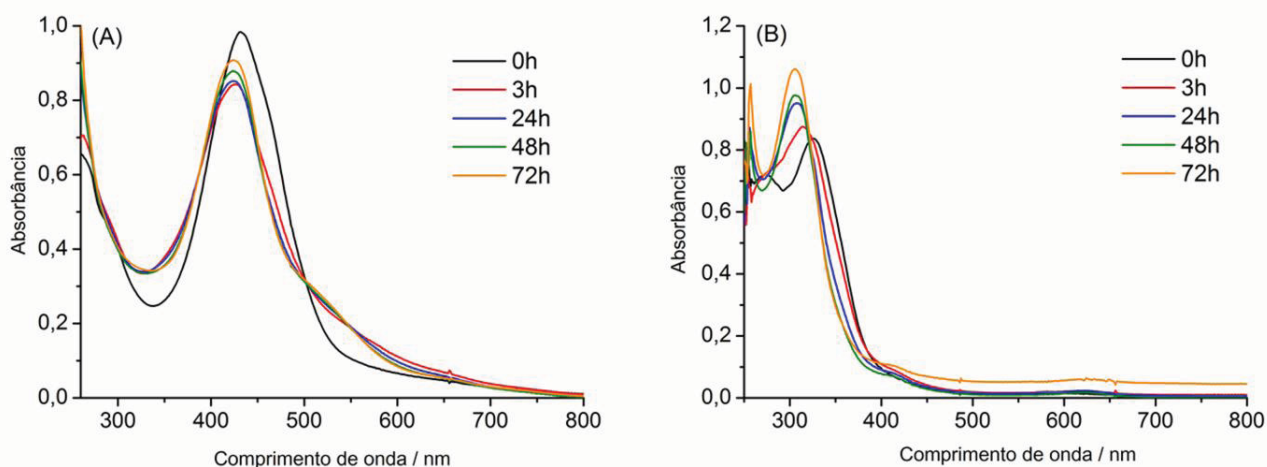 (A)
1,0
0,8
0,6
0,4
0,2
0,0
Absorbância
0h
3h
24h
48h
72h
300 400 500 600 700 800
Comprimento de onda / nm
(B)
1,2
1,0
0,8
0,6
0,4
0,2
0,0
Absorbância
0h
3h
24h
48h
72h
300 400 500 600 700 800
Comprimento de onda / nm